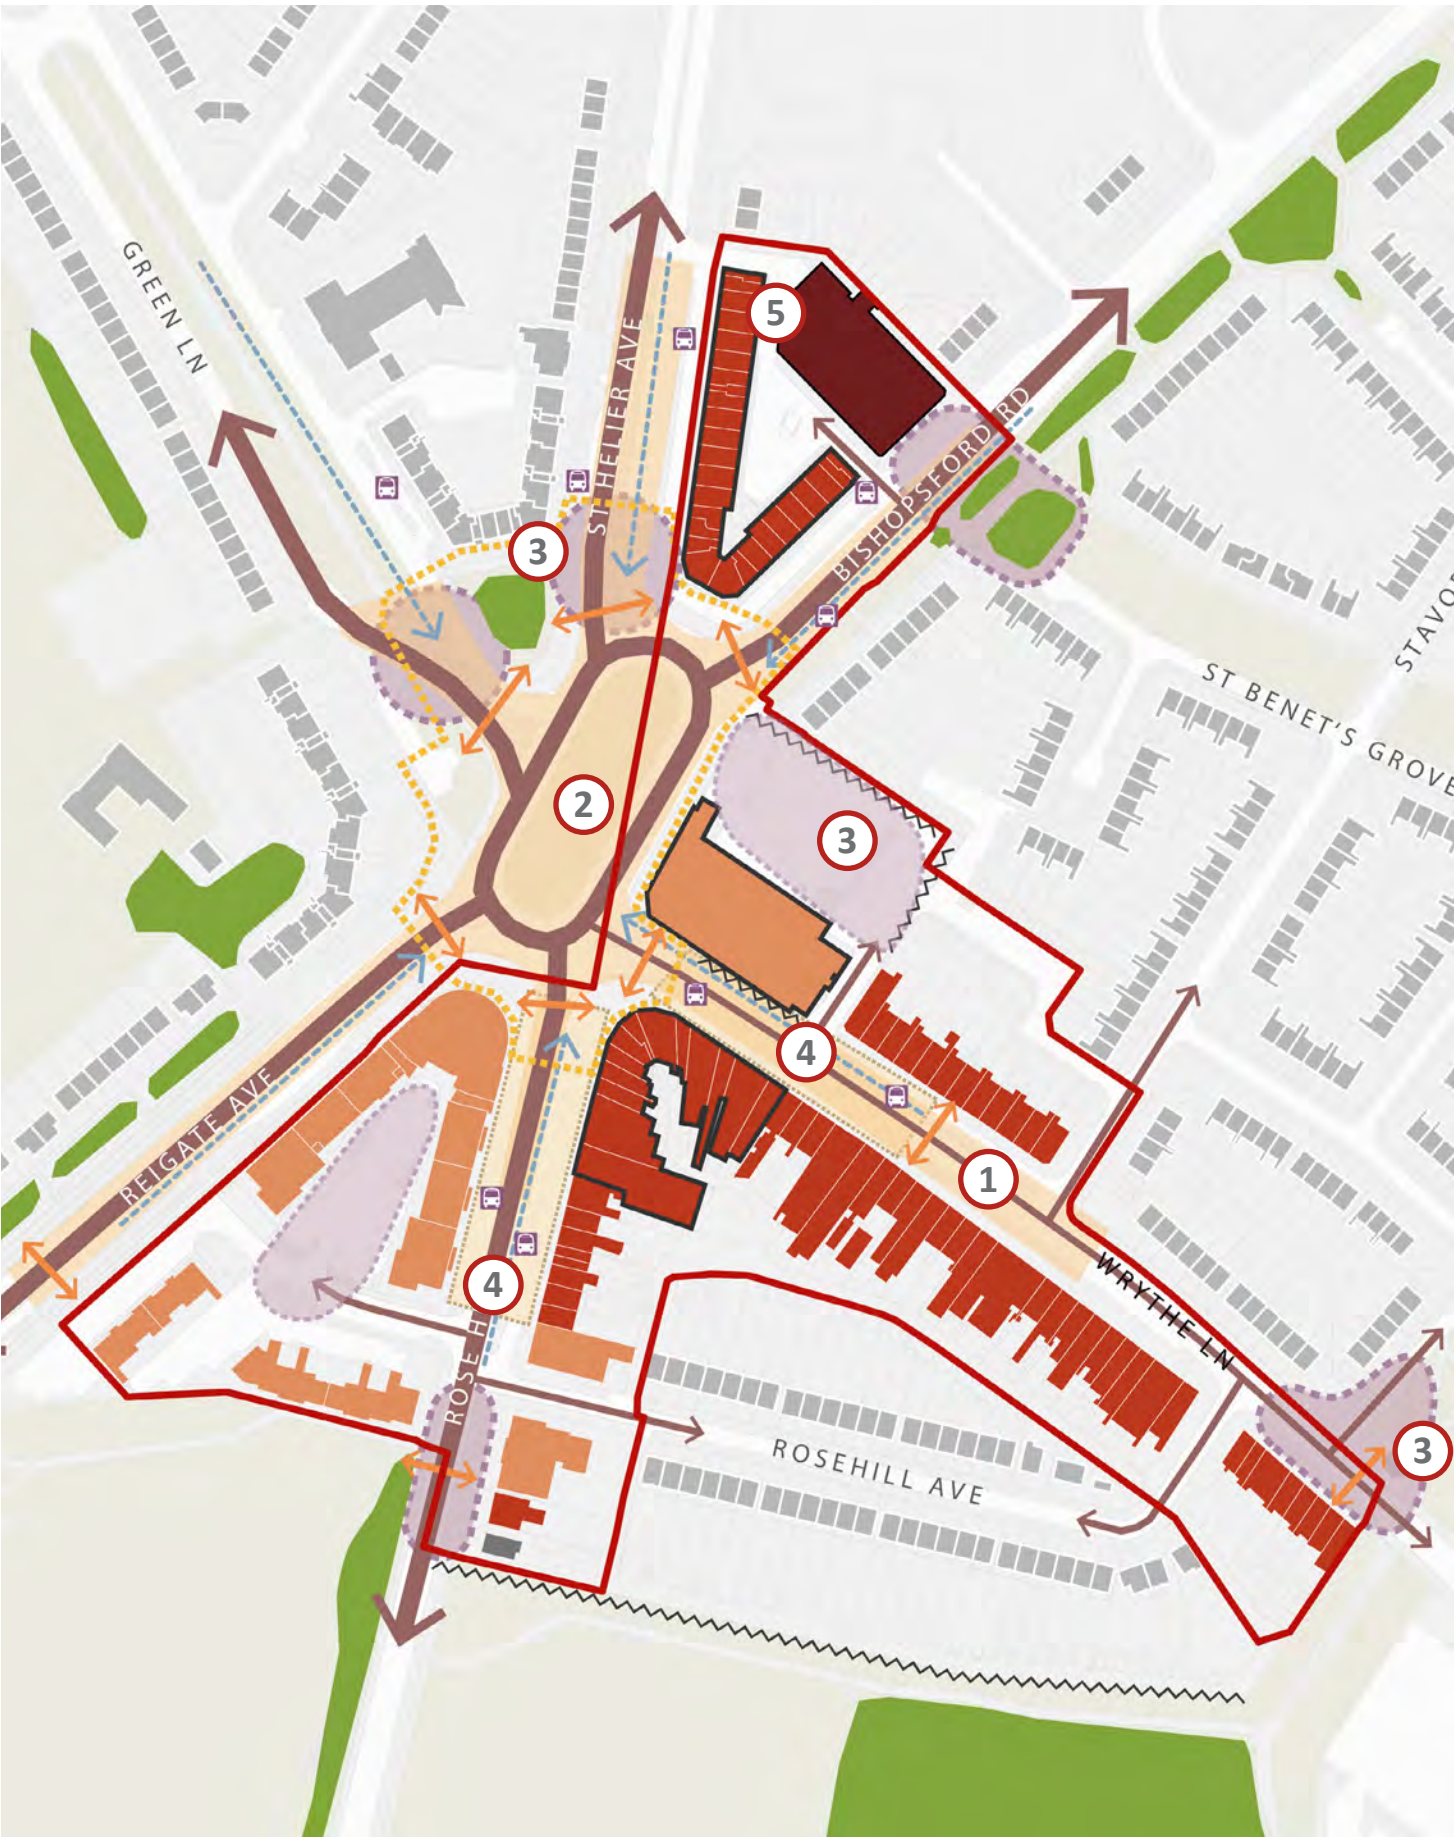 GREEN LN
ST HELIER AVE
5
BISHOPSFORD RD
3
STAVO
ST BENET'S GROVE
2
3
4
1
REIGATE AVE
4
WRYTHE LN
ROSE H
ROSEHILL AVE
3